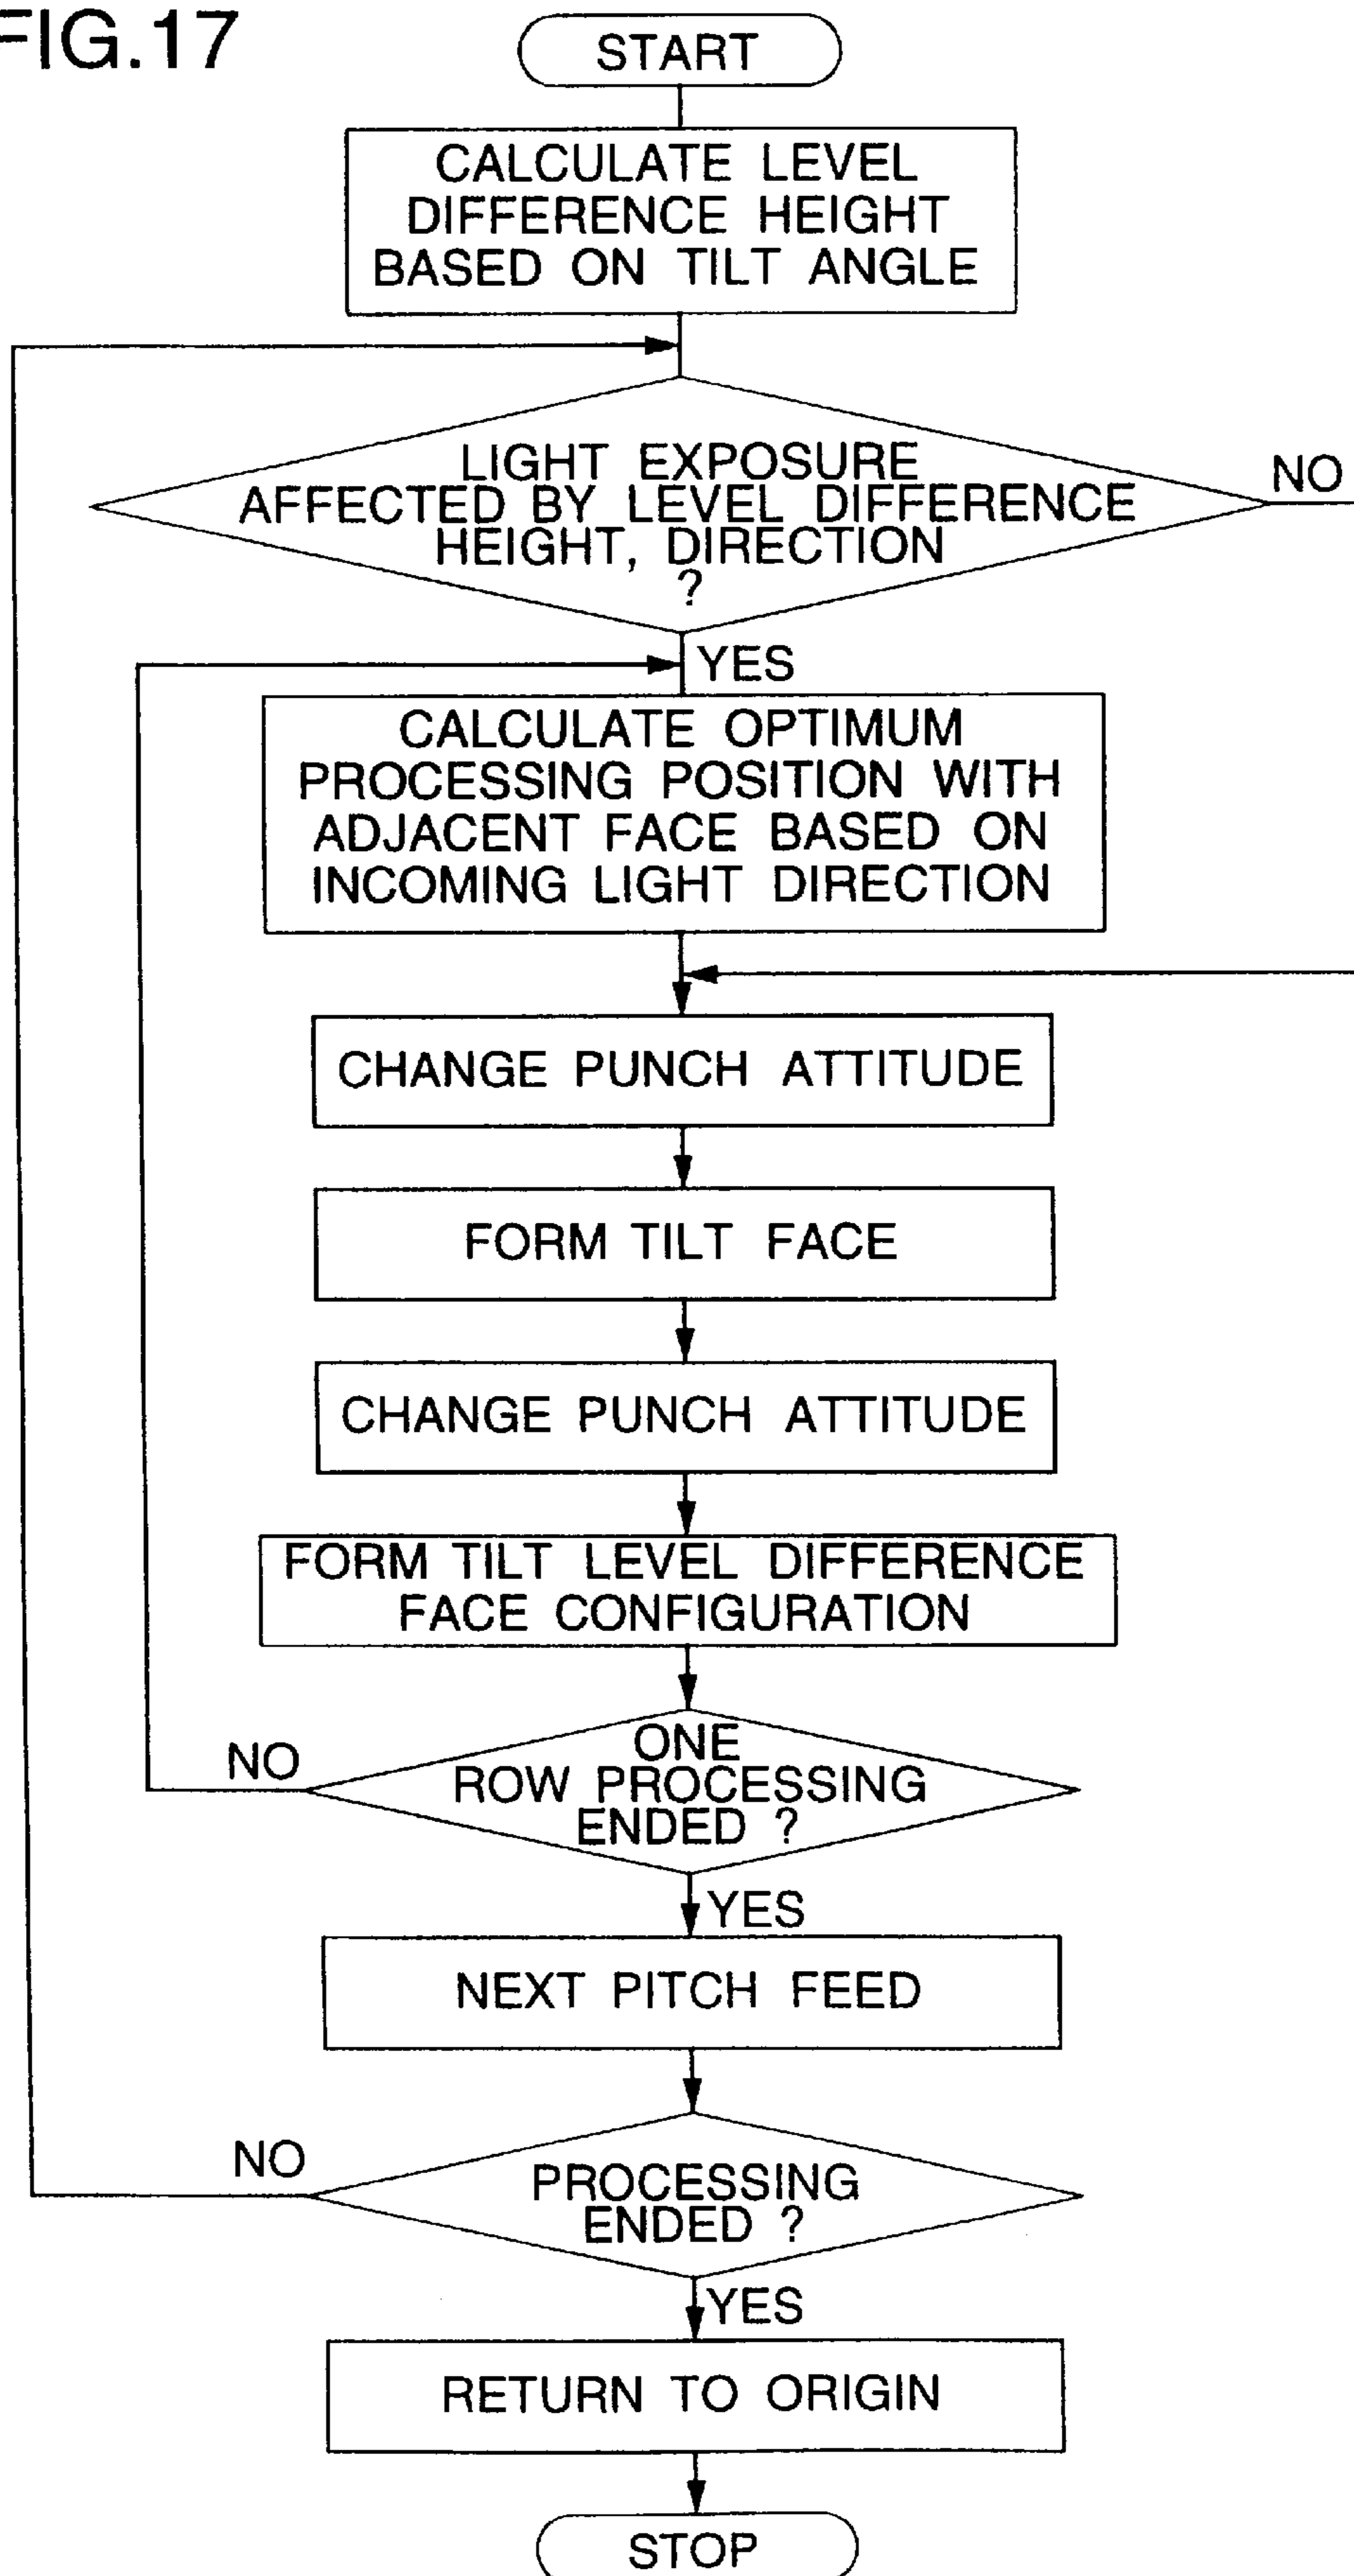 FIG.17
START
CALCULATE LEVEL
DIFFERENCE HEIGHT
BASED ON TILT ANGLE
LIGHT EXPOSURE
AFFECTED BY LEVEL DIFFERENCE
HEIGHT, DIRECTION
?
NO
YES
CALCULATE OPTIMUM
PROCESSING POSITION WITH
ADJACENT FACE BASED ON
INCOMING LIGHT DIRECTION
CHANGE PUNCH ATTITUDE
FORM TILT FACE
CHANGE PUNCH ATTITUDE
FORM TILT LEVEL DIFFERENCE
FACE CONFIGURATION
ONE
ROW PROCESSING
ENDED ?
NO
YES
NEXT PITCH FEED
PROCESSING
ENDED ?
NO
YES
RETURN TO ORIGIN
STOP